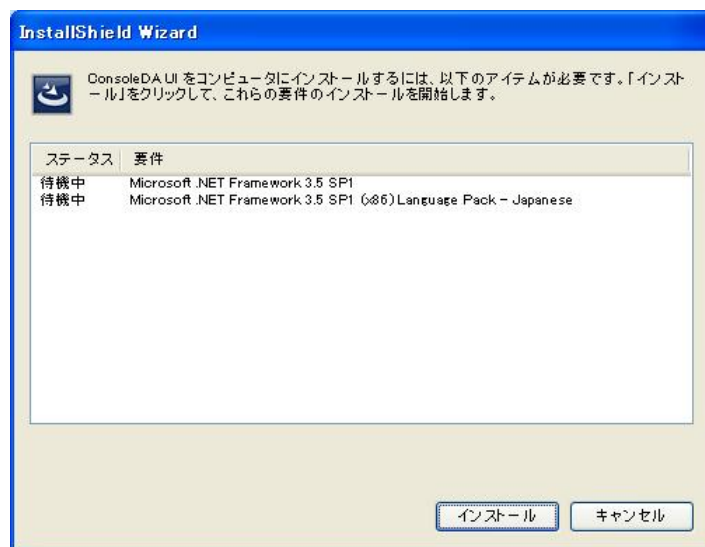 InstallShield Wizard
ConsoleDA UI をコンピュータにインストールするには、以下のアイテムが必要です。「インスト
ール」をクリックして、これらの要件のインストールを開始します。
ステータス 要件
待機中 Microsoft .NET Framework 3.5 SP1
待機中 Microsoft .NET Framework 3.5 SP1 (x86) Language Pack - Japanese
インストール キャンセル